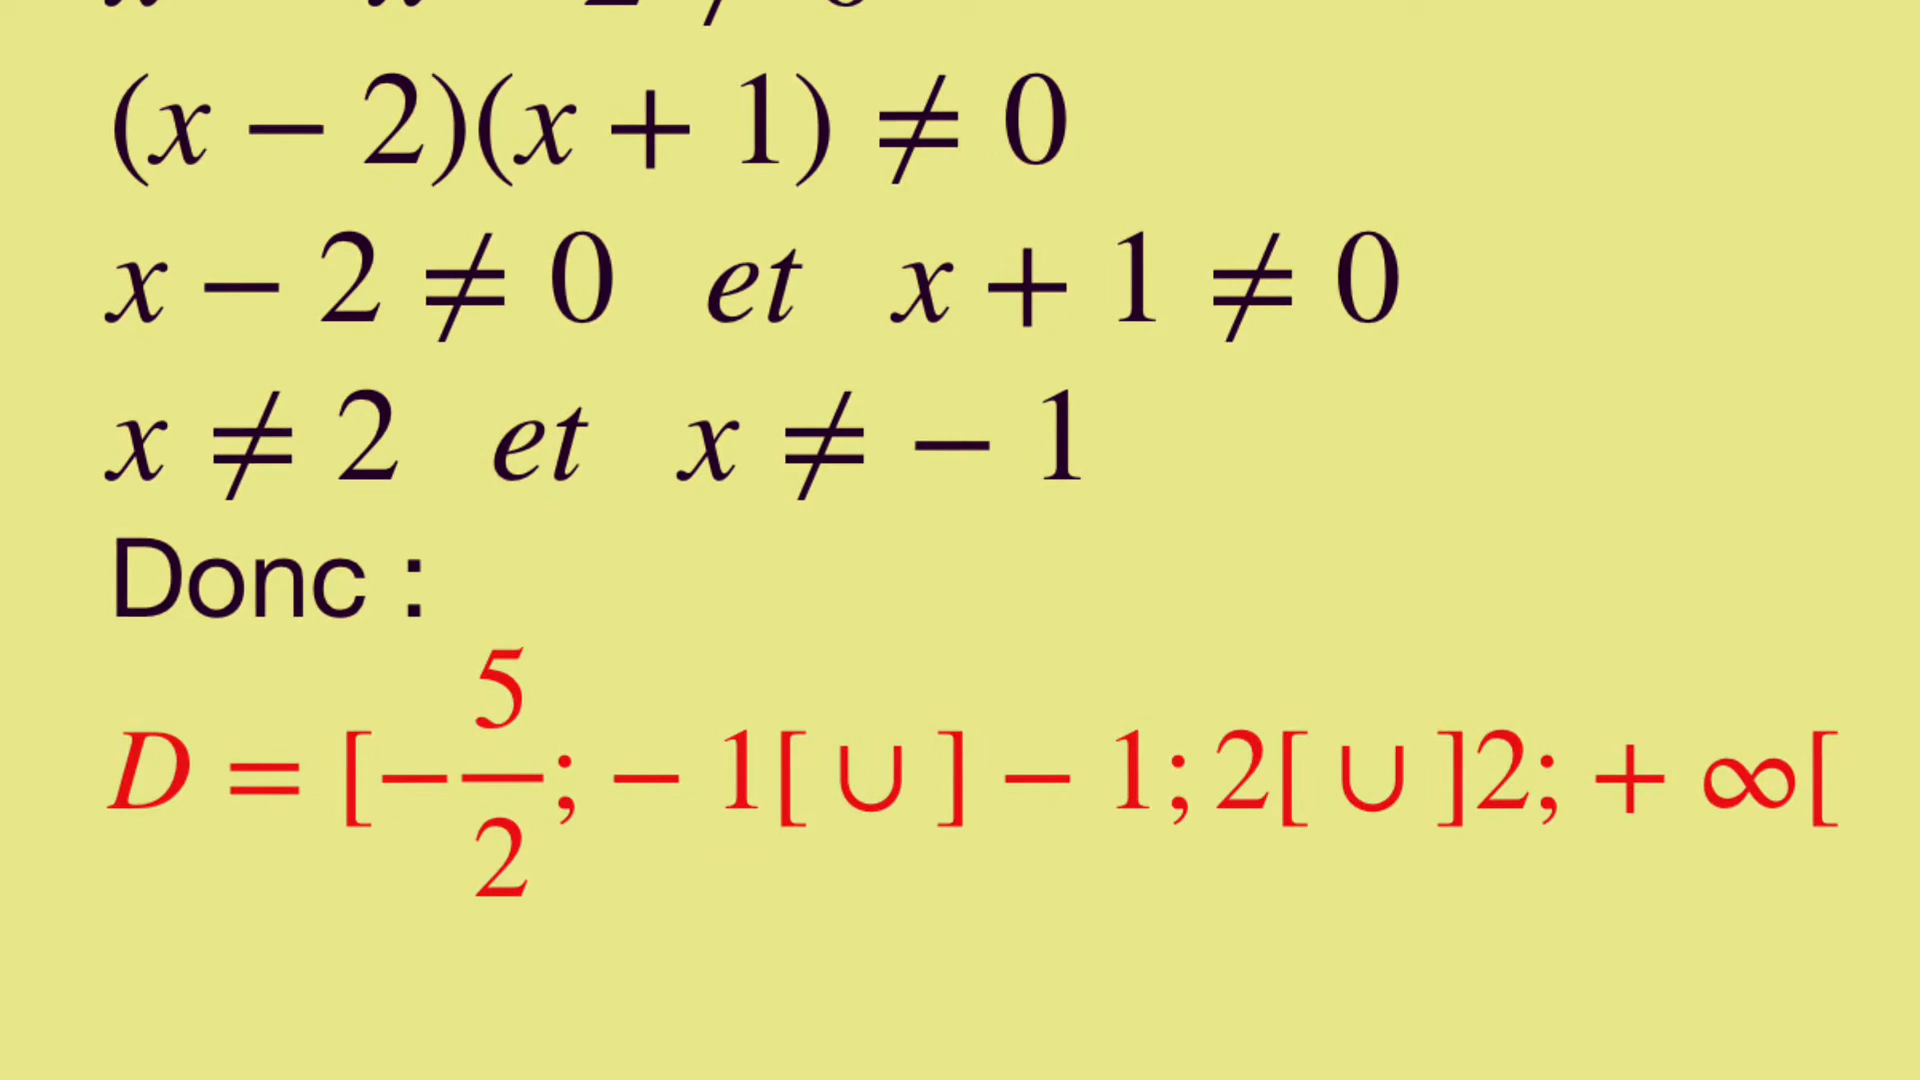 (x − 2)(x + 1) ≠ 0
x − 2 ≠ 0 et x + 1 ≠ 0
x ≠ 2 et x ≠ − 1
Donc :
D = [−5/2; − 1[ ∪ ] − 1; 2[ ∪ ]2; + ∞[